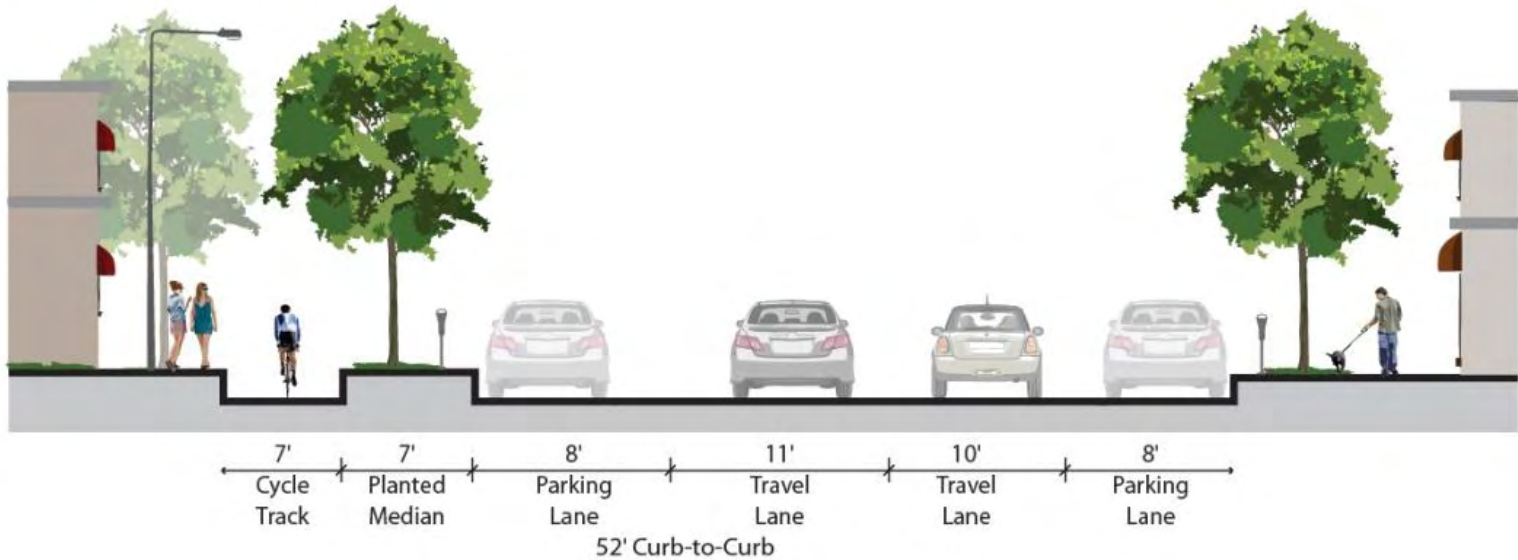 7' 7' 8' 11' 10' 8'
Cycle Planted Parking Travel Travel Parking
Track Median Lane Lane Lane Lane
52' Curb-to-Curb